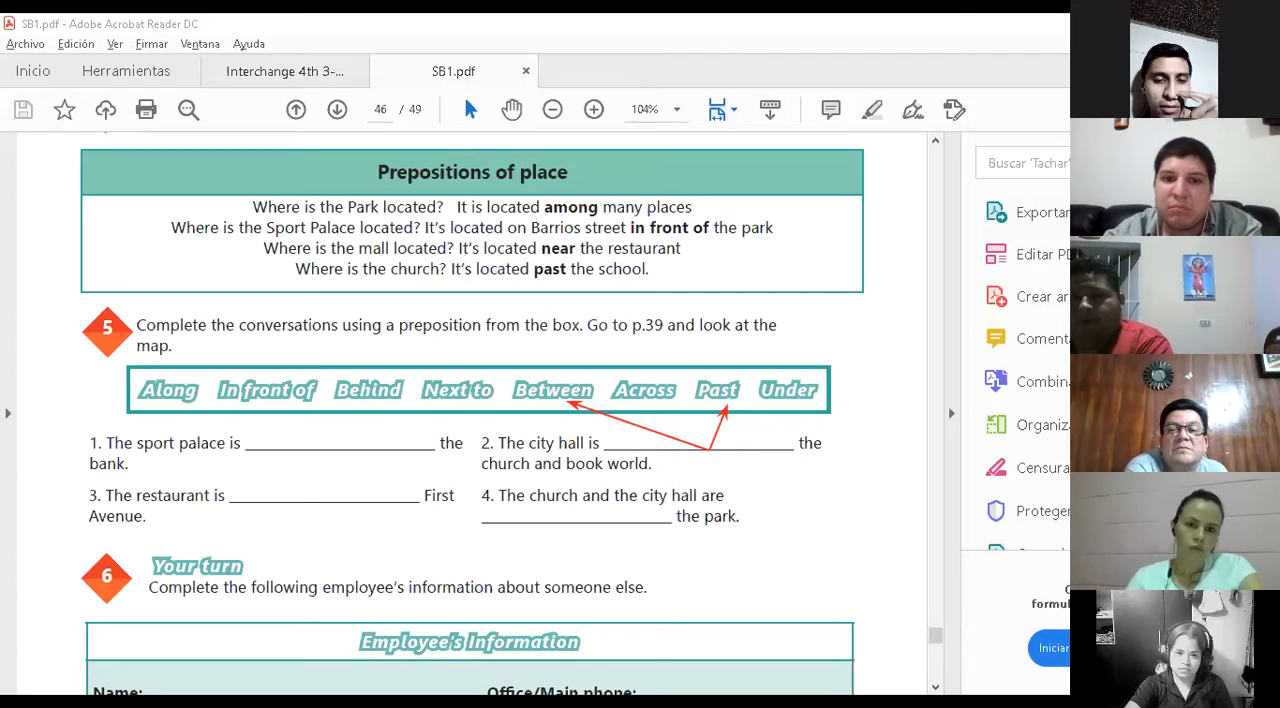 SB1.pdf - Adobe Acrobat Reader DC
Archivo Edición Ver Firmar Ventana Ayuda
Inicio Herramientas Interchange 4th 3-... SB1.pdf ×
46 / 49 104%
Prepositions of place
Where is the Park located? It is located among many places
Where is the Sport Palace located? It's located on Barrios street in front of the park
Where is the mall located? It's located near the restaurant
Where is the church? It's located past the school.
5 Complete the conversations using a preposition from the box. Go to p.39 and look at the
map.
Along In front of Behind Next to Between Across Past Under
1. The sport palace is ____________________ the
bank.
2. The city hall is ____________________ the
church and book world.
3. The restaurant is ____________________ First
Avenue.
4. The church and the city hall are
____________________ the park.
6 Your turn
Complete the following employee's information about someone else.
Employee's Information
Name: Office/Main phone:
Buscar 'Tachar'
Exportar
Editar PD
Crear ar
Coment
Combin
Organiz
Censura
Proteger
formul
Iniciar